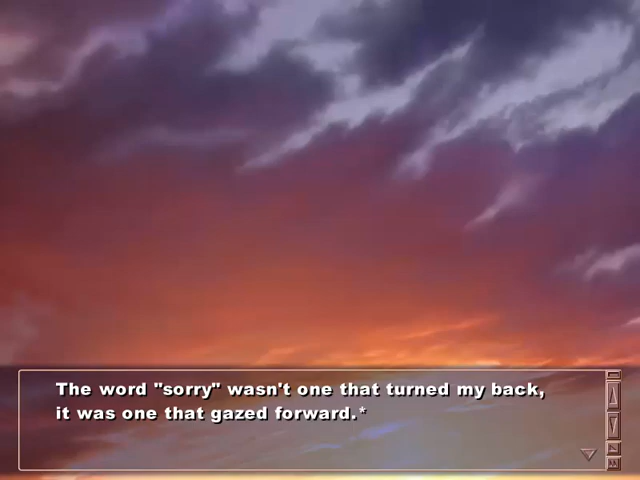 The word "sorry" wasn't one that turned my back,
it was one that gazed forward.*